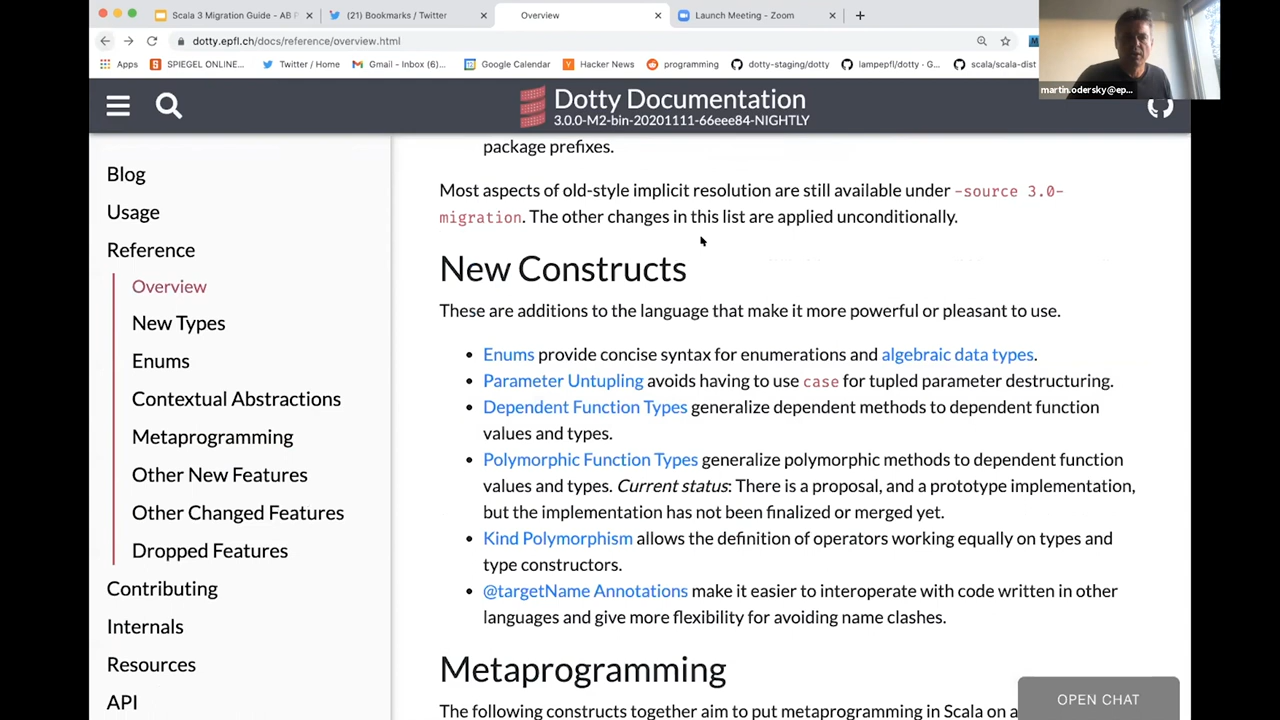 Scala 3 Migration Guide - AB P
(21) Bookmarks / Twitter
Overview
Launch Meeting - Zoom
dotty.epfl.ch/docs/reference/overview.html
Apps
SPIEGEL ONLINE...
Twitter / Home
Gmail - Inbox (6)...
Google Calendar
Hacker News
programming
dotty-staging/dotty
lampepfl/dotty · G...
scala/scala-dist
martin.odersky@ep...
Dotty Documentation
3.0.0-M2-bin-20201111-66eee84-NIGHTLY
Blog
Usage
Reference
Overview
New Types
Enums
Contextual Abstractions
Metaprogramming
Other New Features
Other Changed Features
Dropped Features
Contributing
Internals
Resources
API
package prefixes.
Most aspects of old-style implicit resolution are still available under -source 3.0-
migration. The other changes in this list are applied unconditionally.
New Constructs
These are additions to the language that make it more powerful or pleasant to use.
• Enums provide concise syntax for enumerations and algebraic data types.
• Parameter Untupling avoids having to use case for tupled parameter destructuring.
• Dependent Function Types generalize dependent methods to dependent function
values and types.
• Polymorphic Function Types generalize polymorphic methods to dependent function
values and types. Current status: There is a proposal, and a prototype implementation,
but the implementation has not been finalized or merged yet.
• Kind Polymorphism allows the definition of operators working equally on types and
type constructors.
• @targetName Annotations make it easier to interoperate with code written in other
languages and give more flexibility for avoiding name clashes.
Metaprogramming
The following constructs together aim to put metaprogramming in Scala on a
OPEN CHAT